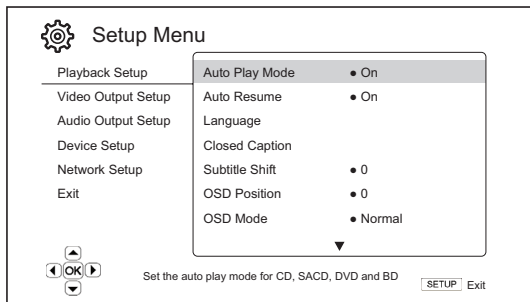 Setup Menu
Playback Setup
Auto Play Mode ● On
Video Output Setup
Auto Resume ● On
Audio Output Setup
Language
Device Setup
Closed Caption
Network Setup
Subtitle Shift ● 0
Exit
OSD Position ● 0
OSD Mode ● Normal
OK
Set the auto play mode for CD, SACD, DVD and BD
SETUP Exit